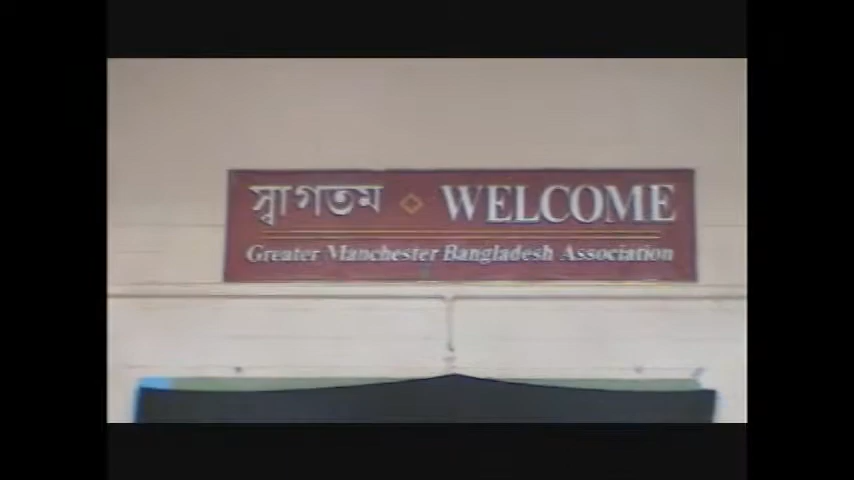 স্বাগতম ◇ WELCOME
Greater Manchester Bangladesh Association